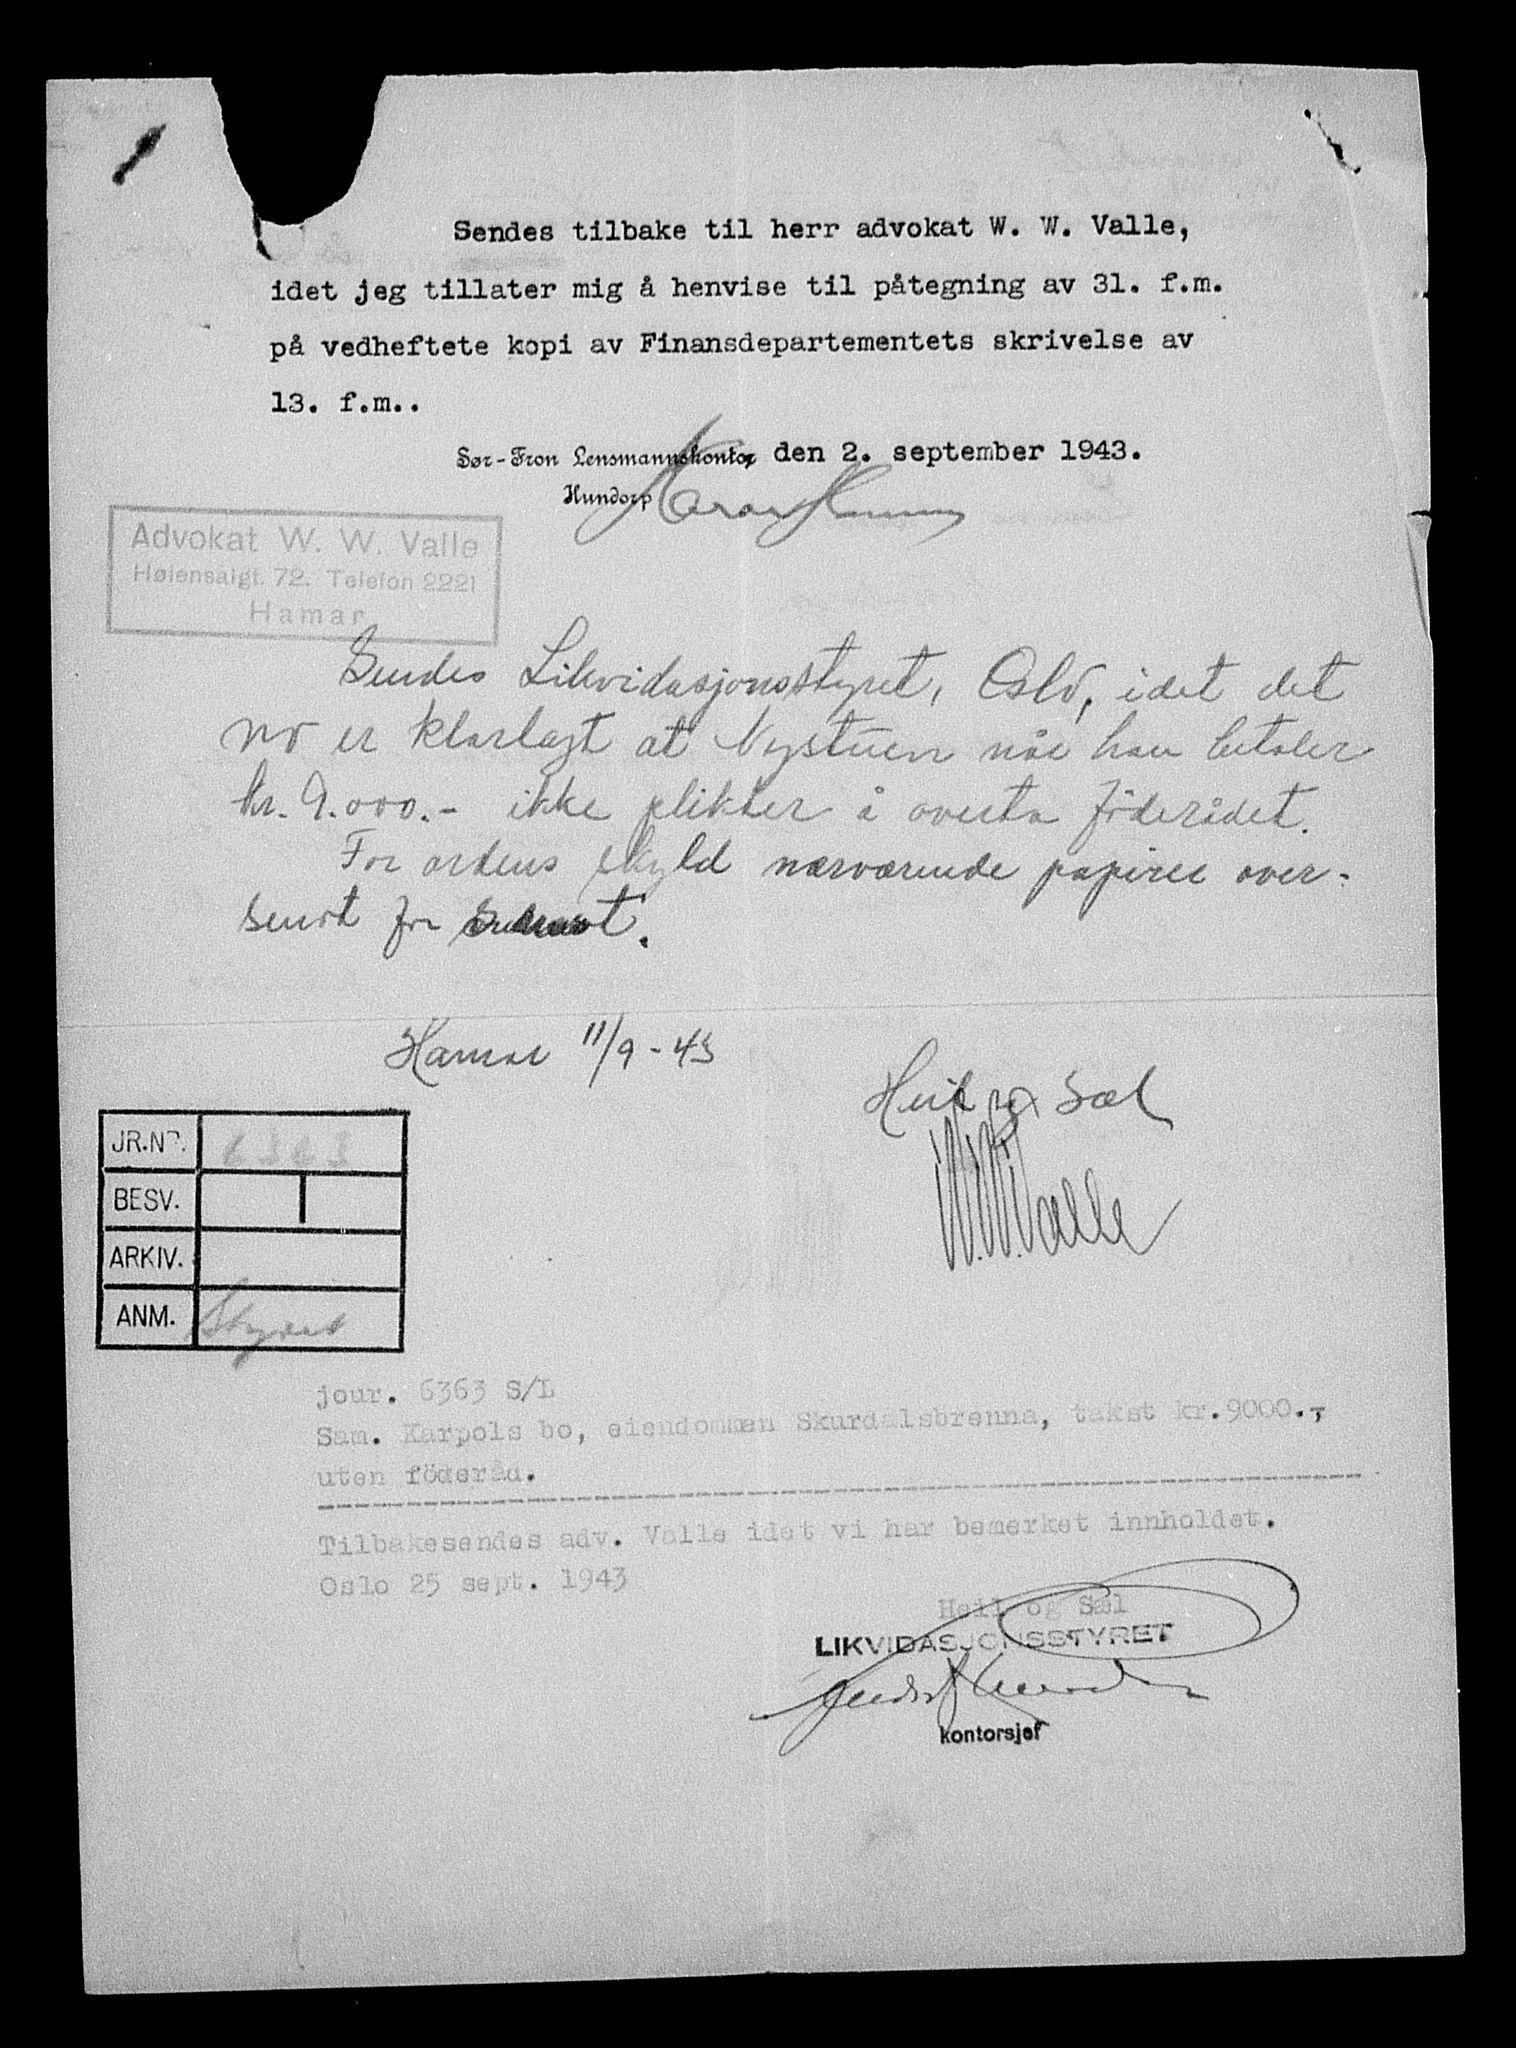 Sendes tilbake til herr advokat W. W. Valle,
idet jeg tillater mig å henvise til påtegning av 31. f.m.
på vedheftete kopi av Finansdepartementets skrivelse av
13. f.m..
Sør-Fron Lensmannskontor, den 2. september 1943.
Hundorp
Advokat W. W. Valle
Høiensalgt. 72. Telefon 2221
Hamar
Sendes Likvidasjonsstyret, Oslo, idet det
no er klarlagt at Nystuen når han betaler
kr. 9.000.- ikke plikter å overta föderådet.
For ordens skyld nærværende papirer over-
sendt for
Hamar 11/9-43
Heil og Sæl
W. W. Valle
JR.NR. 6363
BESV.
ARKIV.
ANM. Styret
jour. 6363 S/L
Sam. Karpols bo, eiendommen Skurdalsbrenna, takst kr.9000.-,
uten föderåd.
Tilbakesendes adv. Valle idet vi har bemerket innholdet.
Oslo 25 sept. 1943
Heil og Sæl
LIKVIDASJONSSTYRET
kontorsjef